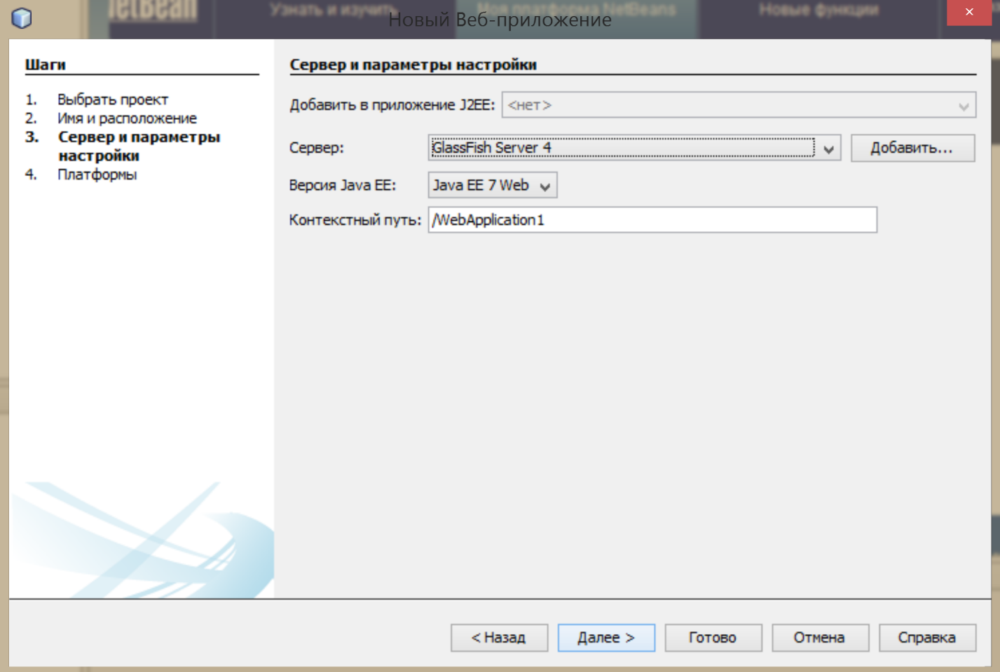 Узнать и изучить
Моя платформа NetBeans
Новые функции
Новый Веб-приложение
Шаги
1. Выбрать проект
2. Имя и расположение
3. Сервер и параметры
настройки
4. Платформы
Сервер и параметры настройки
Добавить в приложение J2EE: <нет>
Сервер: GlassFish Server 4 Добавить...
Версия Java EE: Java EE 7 Web
Контекстный путь: /WebApplication1
< Назад Далее > Готово Отмена Справка